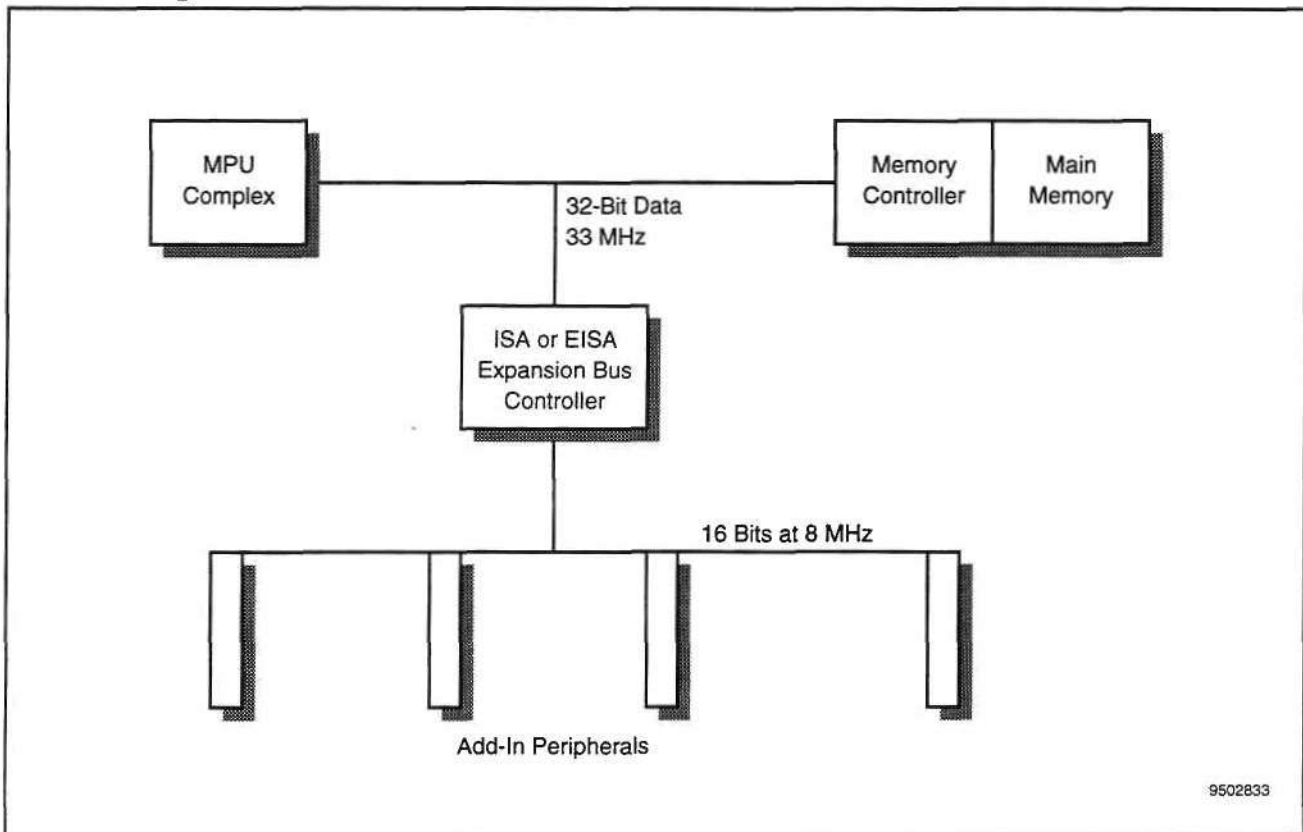 MPU
Complex
Memory
Controller
Main
Memory
32-Bit Data
33 MHz
ISA or EISA
Expansion Bus
Controller
16 Bits at 8 MHz
Add-In Peripherals
9502833